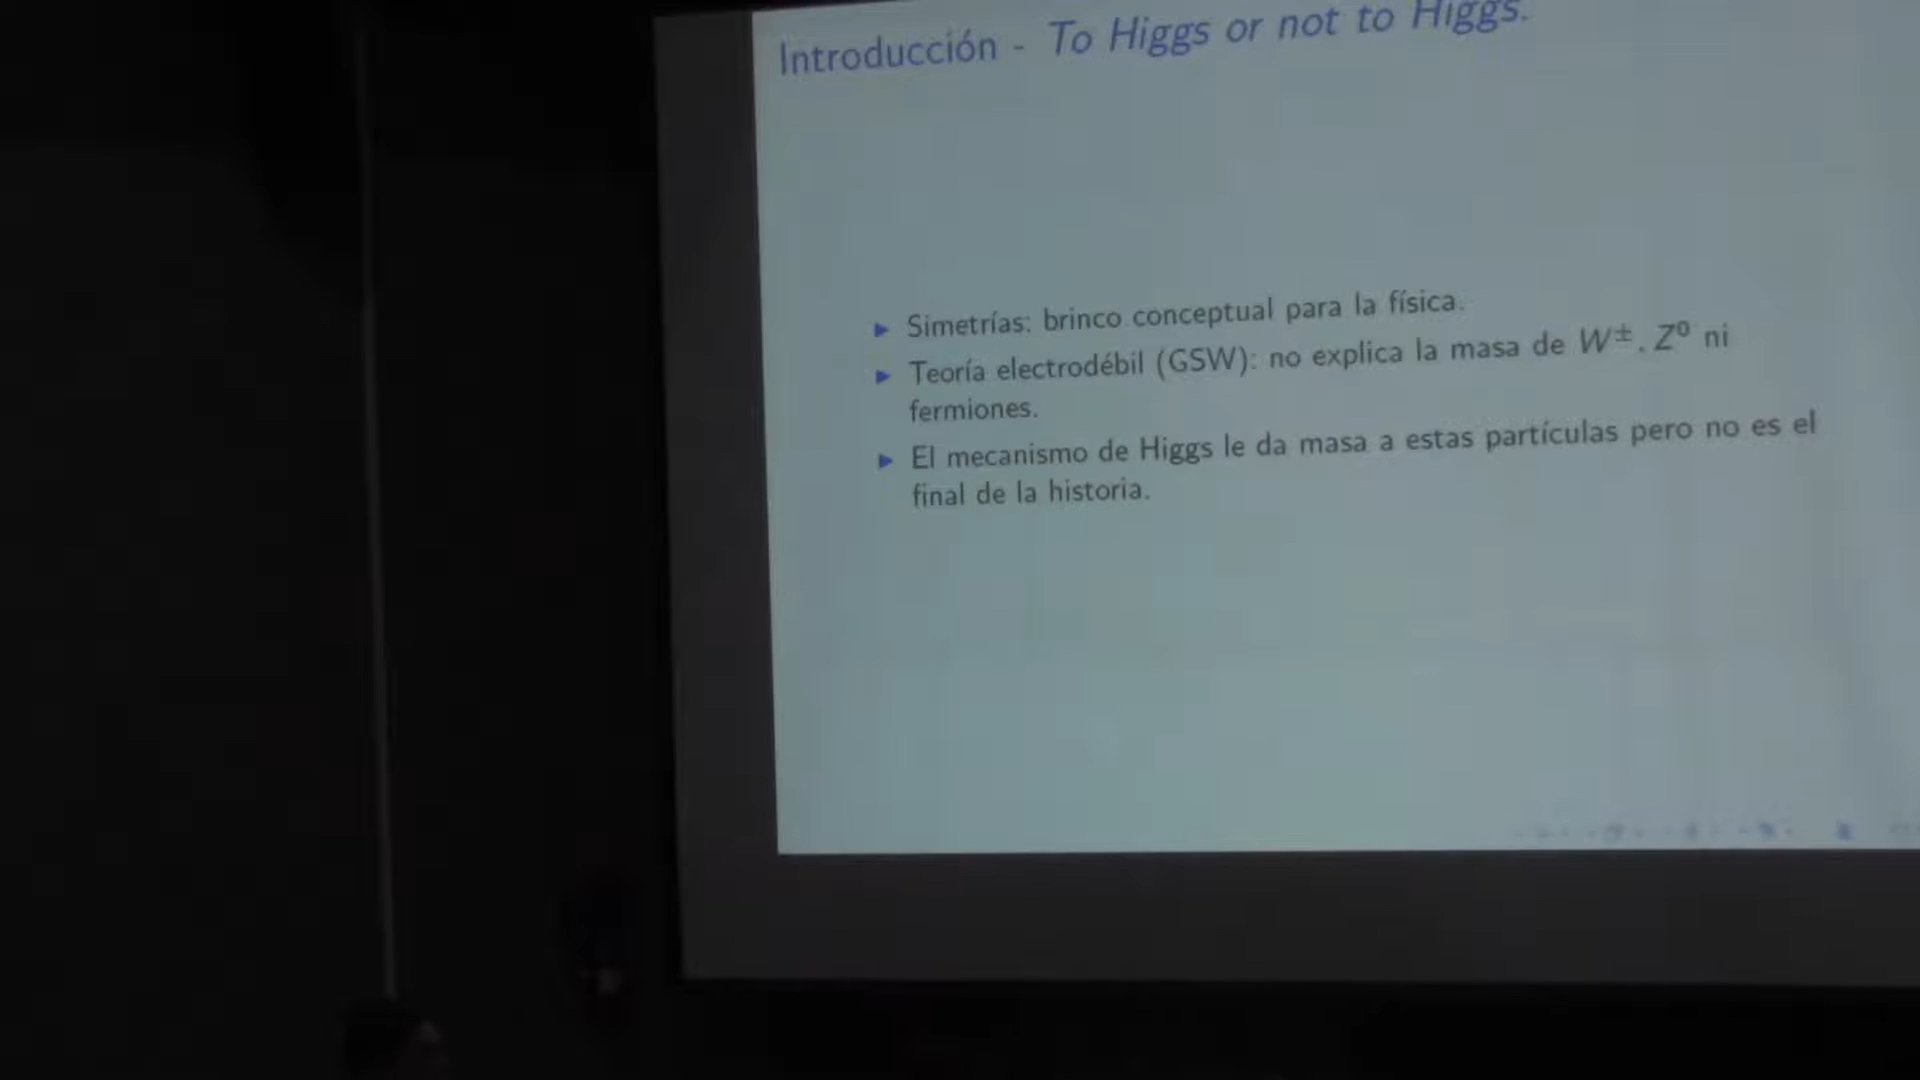 Introducción - To Higgs or not to Higgs.
▶ Simetrías: brinco conceptual para la física.
▶ Teoría electrodébil (GSW): no explica la masa de W±, Z⁰ ni
fermiones.
▶ El mecanismo de Higgs le da masa a estas partículas pero no es el
final de la historia.